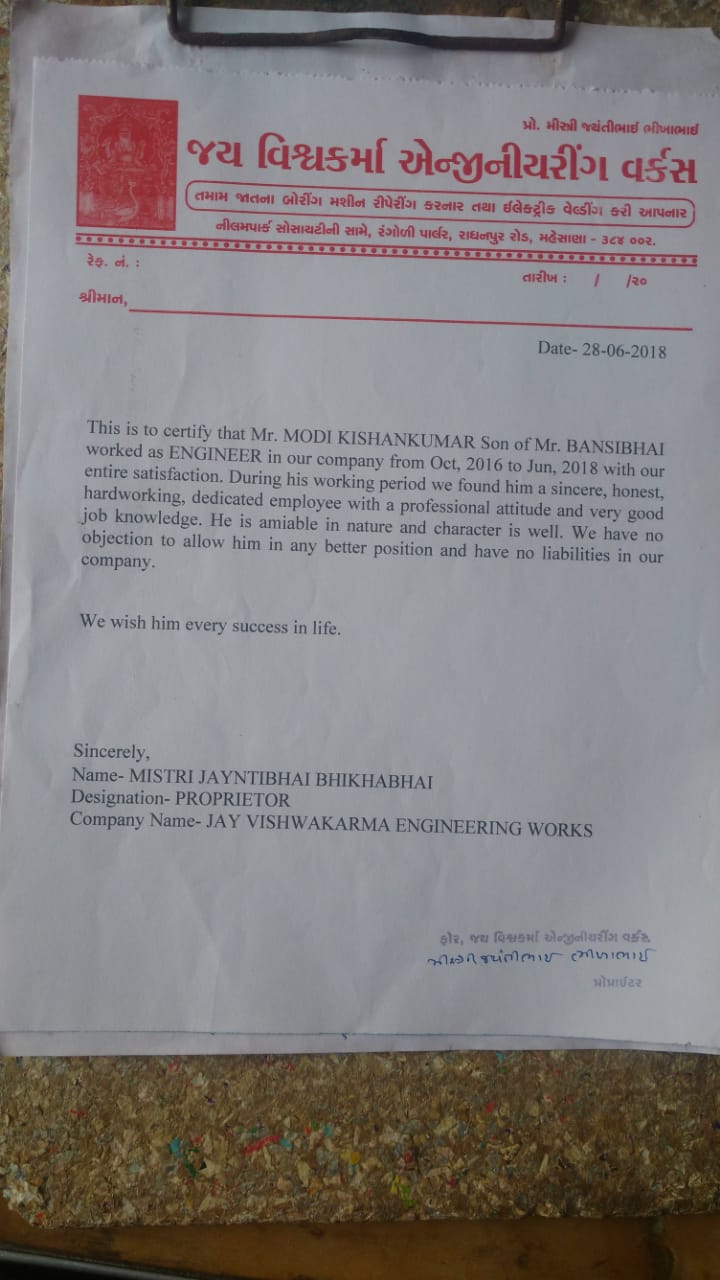 પ્રો. મીસ્ત્રી જયંતીભાઈ ભીખાભાઈ
જય વિશ્વકર્મા એન્જીનીયરીંગ વર્કસ
તમામ જાતના બોરીંગ મશીન રીપેરીંગ કરનાર તથા ઈલેક્ટ્રીક વેલ્ડીંગ કરી આપનાર
નીલમપાર્ક સોસાયટીની સામે, રંગોળી પાર્લર, રાધનપુર રોડ, મહેસાણા - ૩૮૪ ૦૦૨.
રેફ. નં. :
તારીખ : / /૨૦
શ્રીમાન,
Date- 28-06-2018
This is to certify that Mr. MODI KISHANKUMAR Son of Mr. BANSIBHAI
worked as ENGINEER in our company from Oct, 2016 to Jun, 2018 with our
entire satisfaction. During his working period we found him a sincere, honest,
hardworking, dedicated employee with a professional attitude and very good
job knowledge. He is amiable in nature and character is well. We have no
objection to allow him in any better position and have no liabilities in our
company.
We wish him every success in life.
Sincerely,
Name- MISTRI JAYNTIBHAI BHIKHABHAI
Designation- PROPRIETOR
Company Name- JAY VISHWAKARMA ENGINEERING WORKS
ફોર, જય વિશ્વકર્મા એન્જીનીયરીંગ વર્કસ
મીસ્ત્રી જયંતીભાઈ ભીખાભાઈ
પ્રોપ્રાઈટર